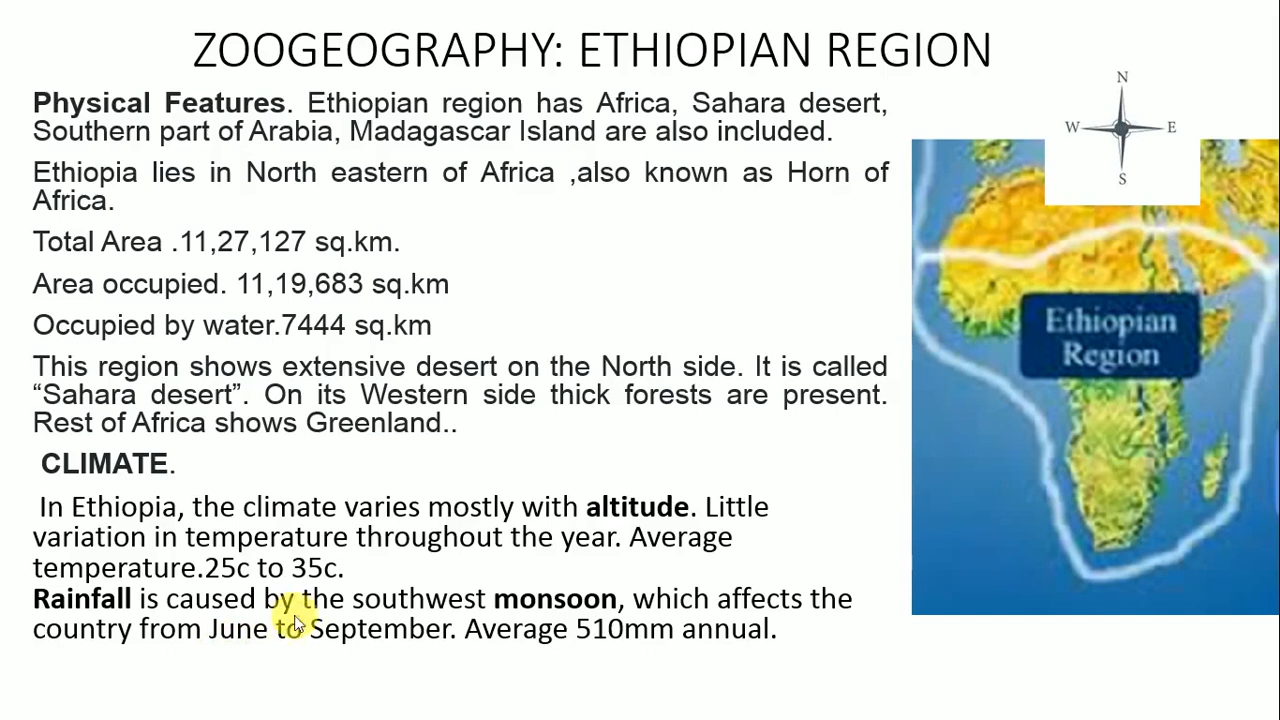 ZOOGEOGRAPHY: ETHIOPIAN REGION
Physical Features. Ethiopian region has Africa, Sahara desert,
Southern part of Arabia, Madagascar Island are also included.
Ethiopia lies in North eastern of Africa ,also known as Horn of
Africa.
Total Area .11,27,127 sq.km.
Area occupied. 11,19,683 sq.km
Occupied by water.7444 sq.km
This region shows extensive desert on the North side. It is called
“Sahara desert”. On its Western side thick forests are present.
Rest of Africa shows Greenland..
CLIMATE.
In Ethiopia, the climate varies mostly with altitude. Little
variation in temperature throughout the year. Average
temperature.25c to 35c.
Rainfall is caused by the southwest monsoon, which affects the
country from June to September. Average 510mm annual.
N
W E
S
Ethiopian
Region